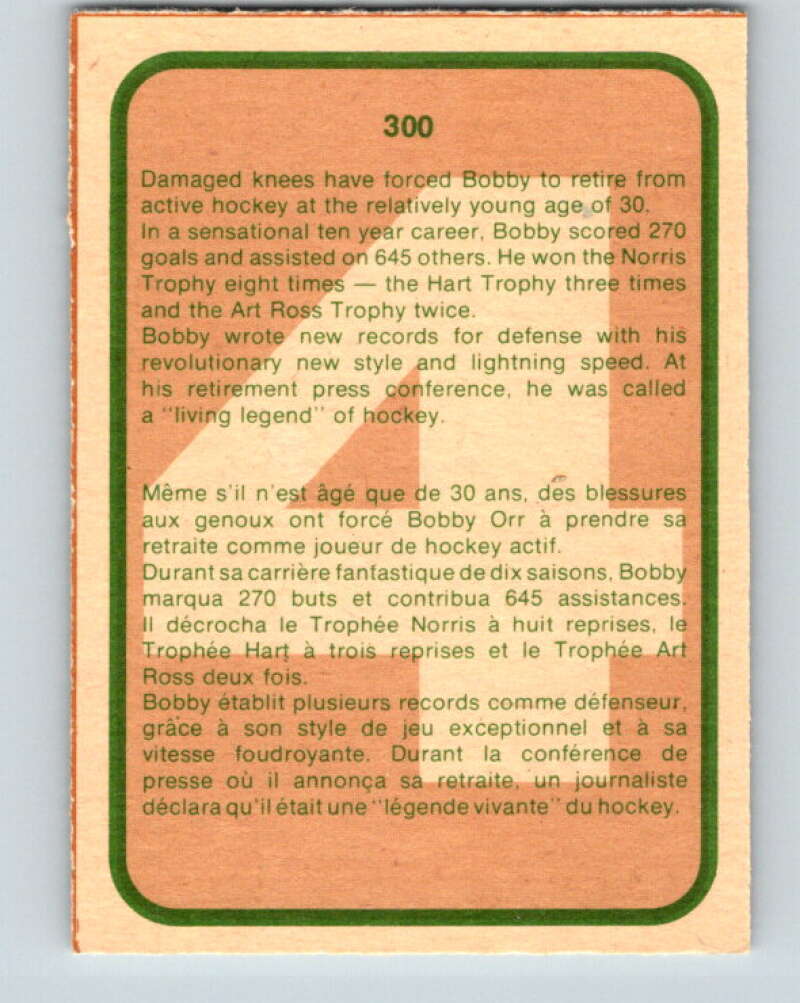 300
Damaged knees have forced Bobby to retire from
active hockey at the relatively young age of 30.
In a sensational ten year career, Bobby scored 270
goals and assisted on 645 others. He won the Norris
Trophy eight times — the Hart Trophy three times
and the Art Ross Trophy twice.
Bobby wrote new records for defense with his
revolutionary new style and lightning speed. At
his retirement press conference, he was called
a "living legend" of hockey.
Même s'il n'est âgé que de 30 ans, des blessures
aux genoux ont forcé Bobby Orr à prendre sa
retraite comme joueur de hockey actif.
Durant sa carrière fantastique de dix saisons, Bobby
marqua 270 buts et contribua 645 assistances.
Il décrocha le Trophée Norris à huit reprises, le
Trophée Hart à trois reprises et le Trophée Art
Ross deux fois.
Bobby établit plusieurs records comme défenseur,
grâce à son style de jeu exceptionnel et à sa
vitesse foudroyante. Durant la conférence de
presse où il annonça sa retraite, un journaliste
déclara qu'il était une "légende vivante" du hockey.
4